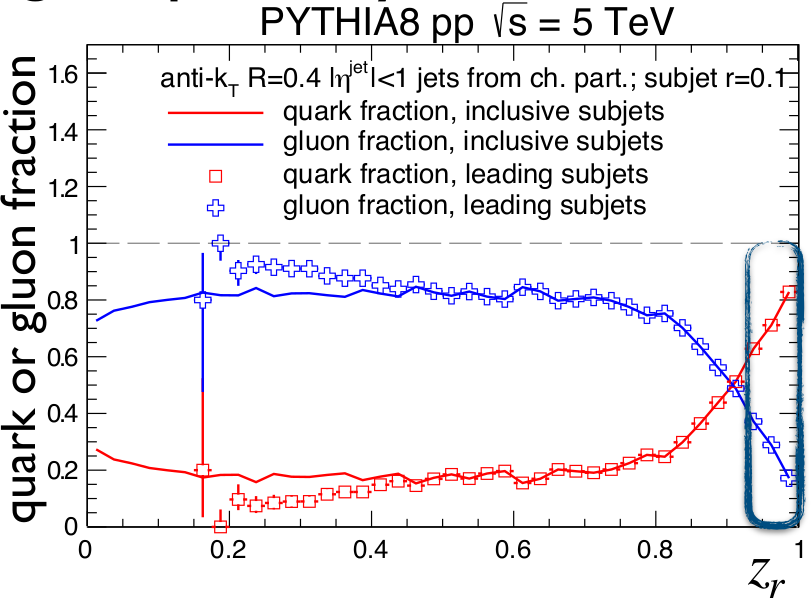 PYTHIA8 pp √s = 5 TeV
anti-kT R=0.4 |ηjet|<1 jets from ch. part.; subjet r=0.1
quark fraction, inclusive subjets
gluon fraction, inclusive subjets
quark fraction, leading subjets
gluon fraction, leading subjets
quark or gluon fraction
1.6
1.4
1.2
1
0.8
0.6
0.4
0.2
0
0 0.2 0.4 0.6 0.8 1
zr